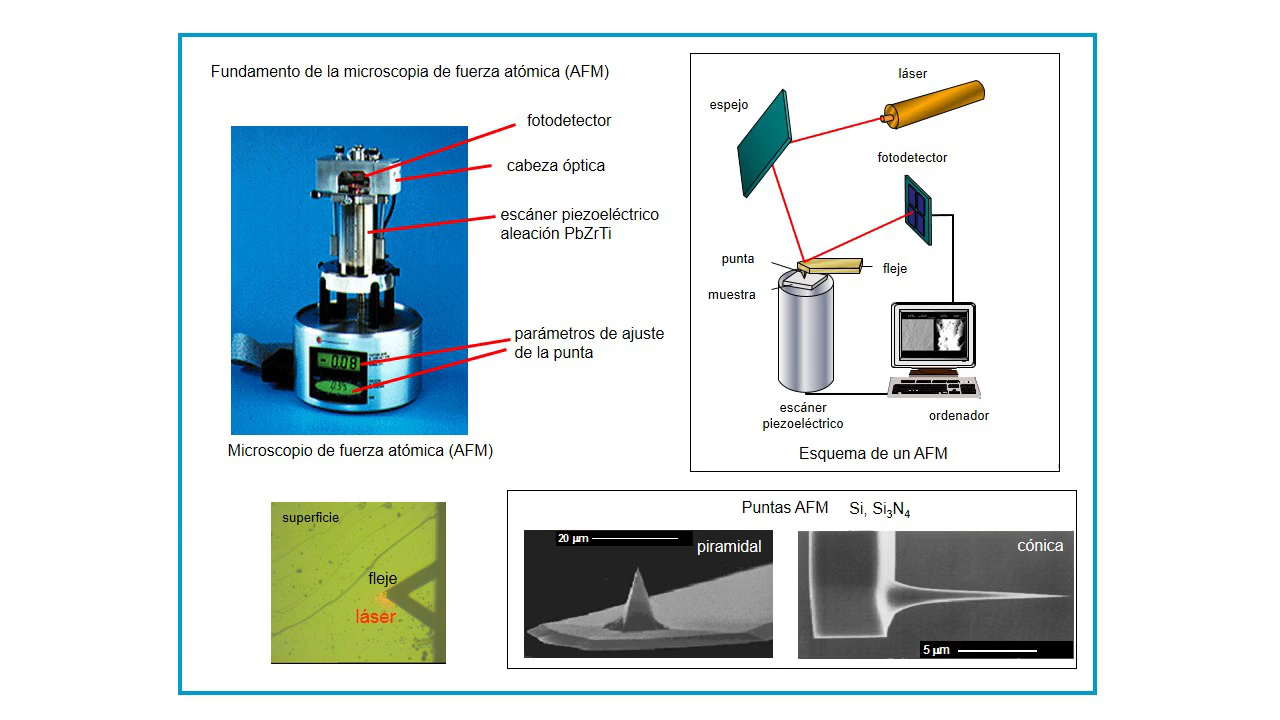 Fundamento de la microscopia de fuerza atómica (AFM)
fotodetector
cabeza óptica
escáner piezoeléctrico
aleación PbZrTi
parámetros de ajuste
de la punta
-0.08
Microscopio de fuerza atómica (AFM)
láser
espejo
fotodetector
punta
fleje
muestra
escáner
piezoeléctrico
ordenador
Esquema de un AFM
superficie
fleje
láser
Puntas AFM Si, Si₃N₄
20 µm
piramidal
cónica
5 µm